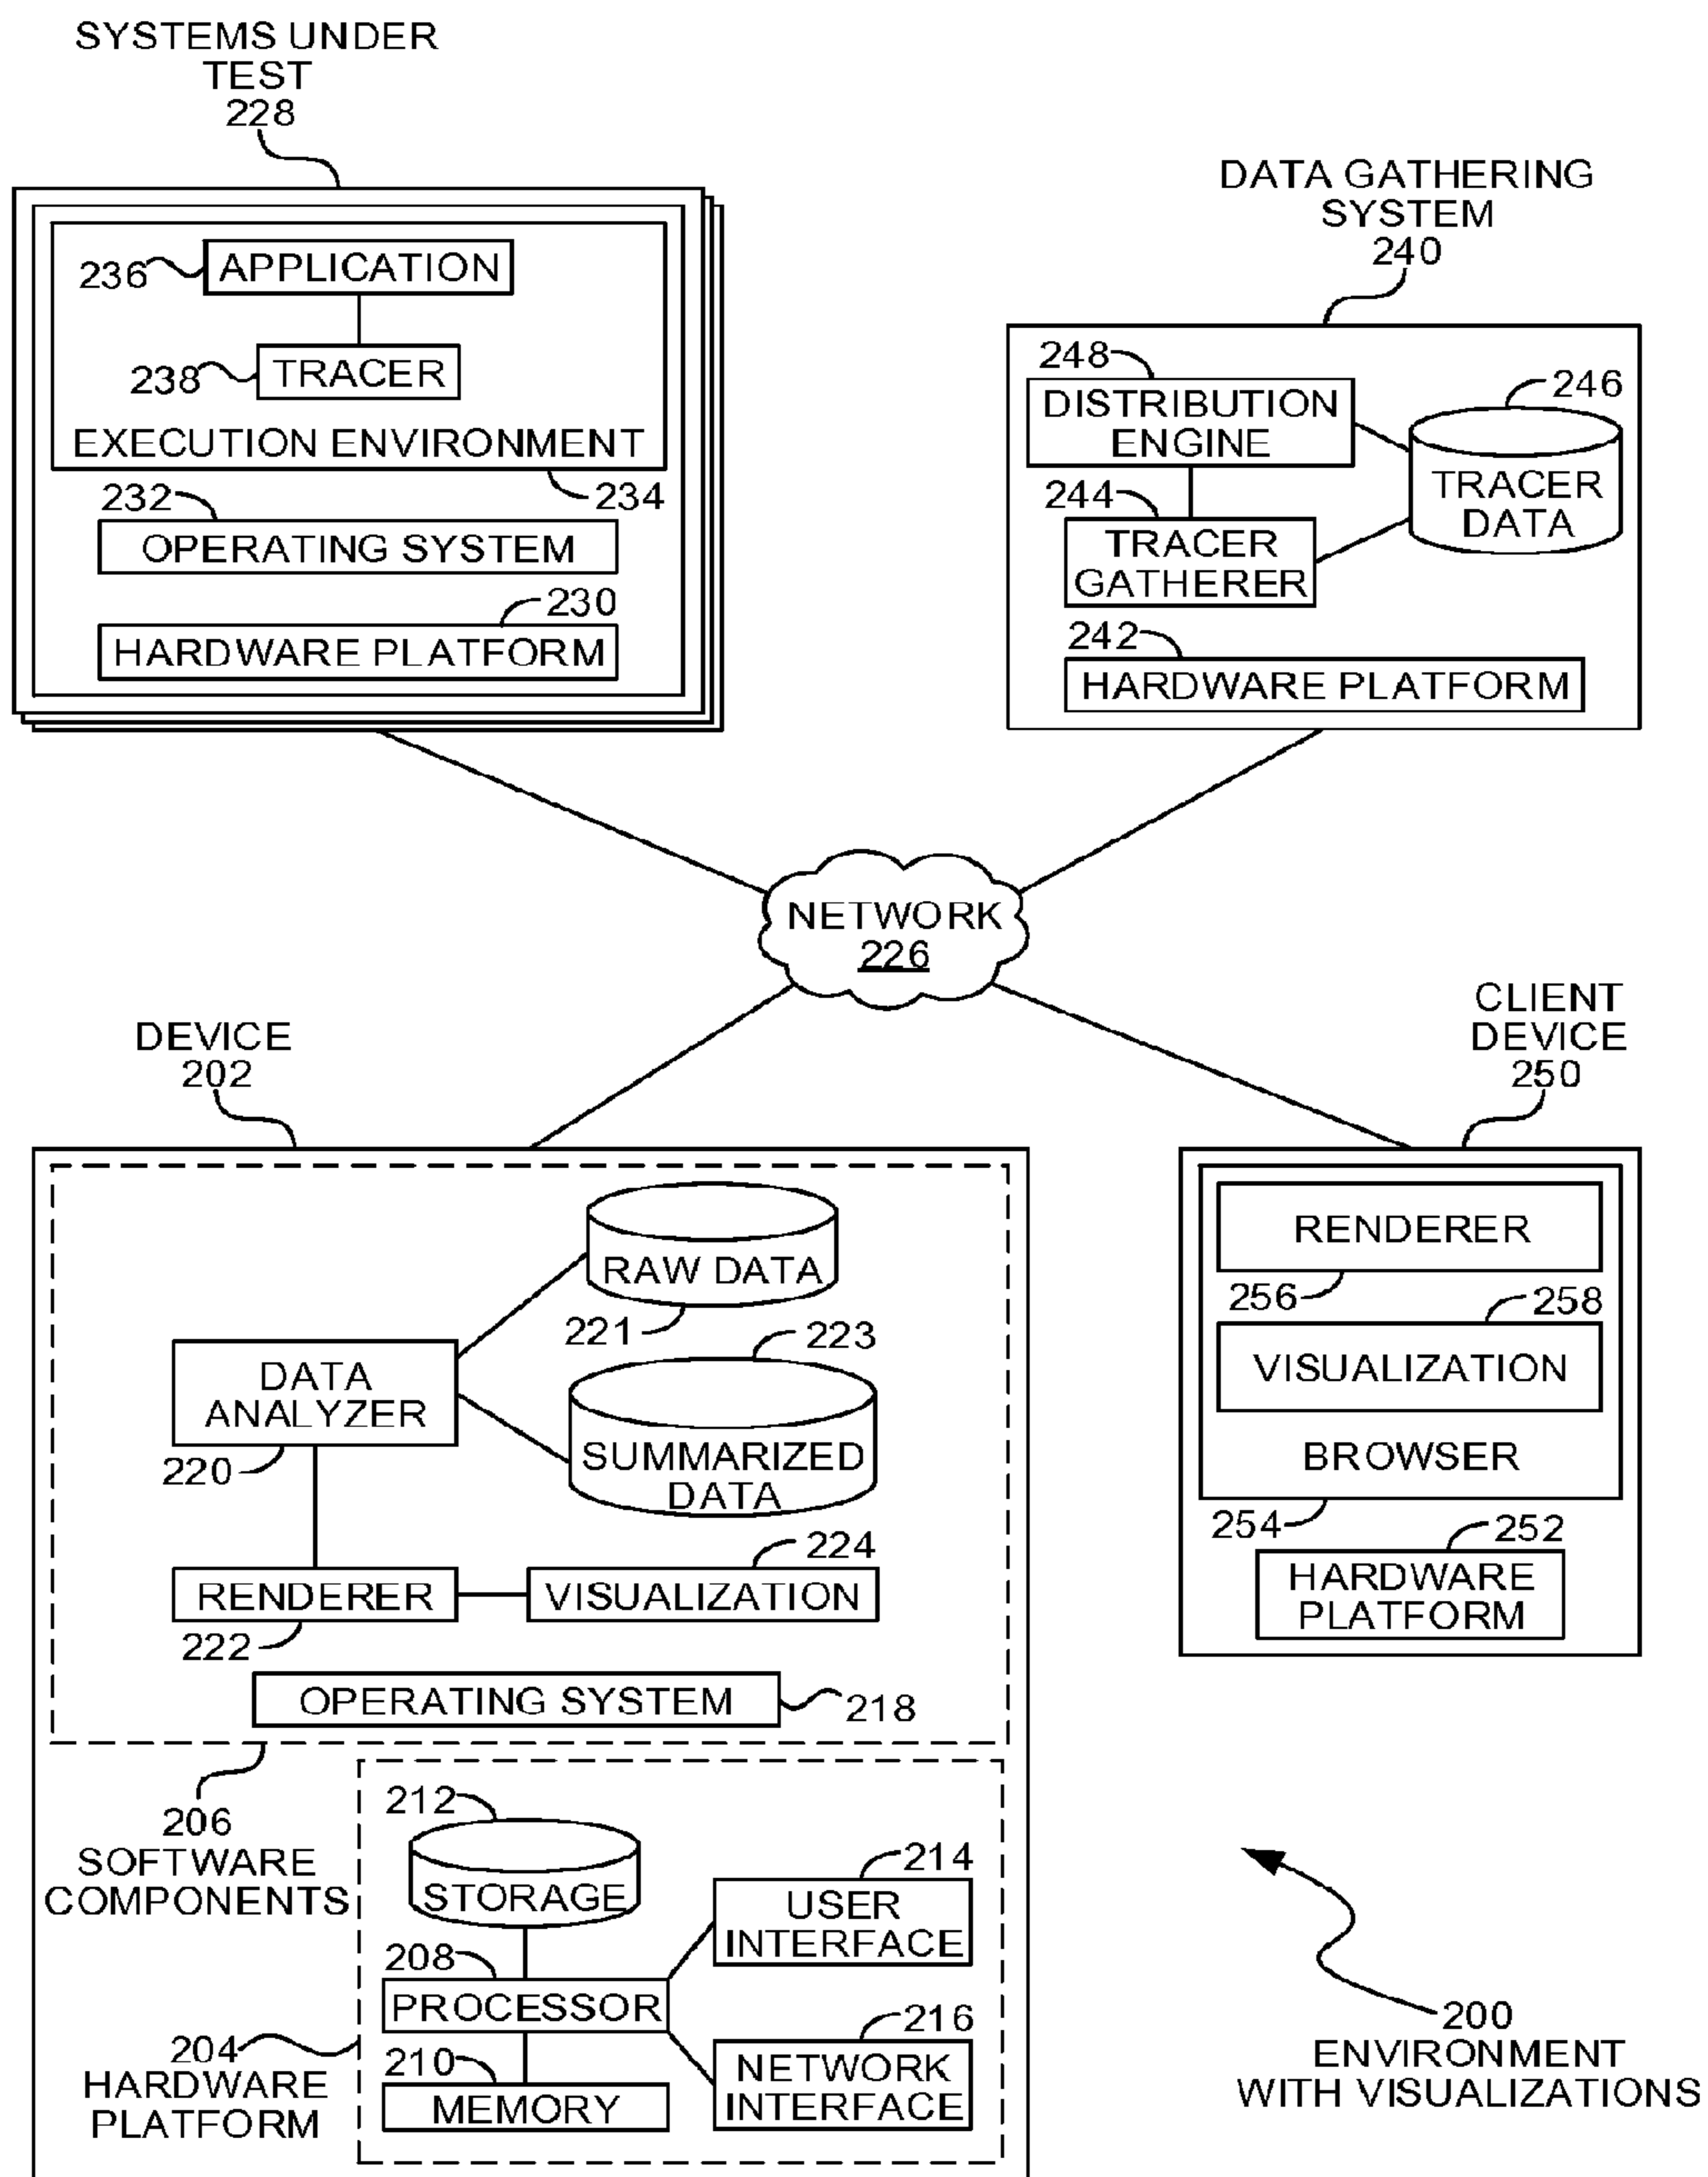 SYSTEMS UNDER
TEST
228
236
APPLICATION
238
TRACER
EXECUTION ENVIRONMENT
232
234
OPERATING SYSTEM
230
HARDWARE PLATFORM
DATA GATHERING
SYSTEM
240
248
DISTRIBUTION
ENGINE
246
TRACER
DATA
244
TRACER
GATHERER
242
HARDWARE PLATFORM
NETWORK
226
DEVICE
202
RAW DATA
221
223
DATA
ANALYZER
220
SUMMARIZED
DATA
224
RENDERER
VISUALIZATION
222
OPERATING SYSTEM
218
206
SOFTWARE
COMPONENTS
212
STORAGE
214
USER
INTERFACE
208
PROCESSOR
216
NETWORK
INTERFACE
204
HARDWARE
PLATFORM
210
MEMORY
CLIENT
DEVICE
250
RENDERER
256
258
VISUALIZATION
BROWSER
254
252
HARDWARE
PLATFORM
200
ENVIRONMENT
WITH VISUALIZATIONS